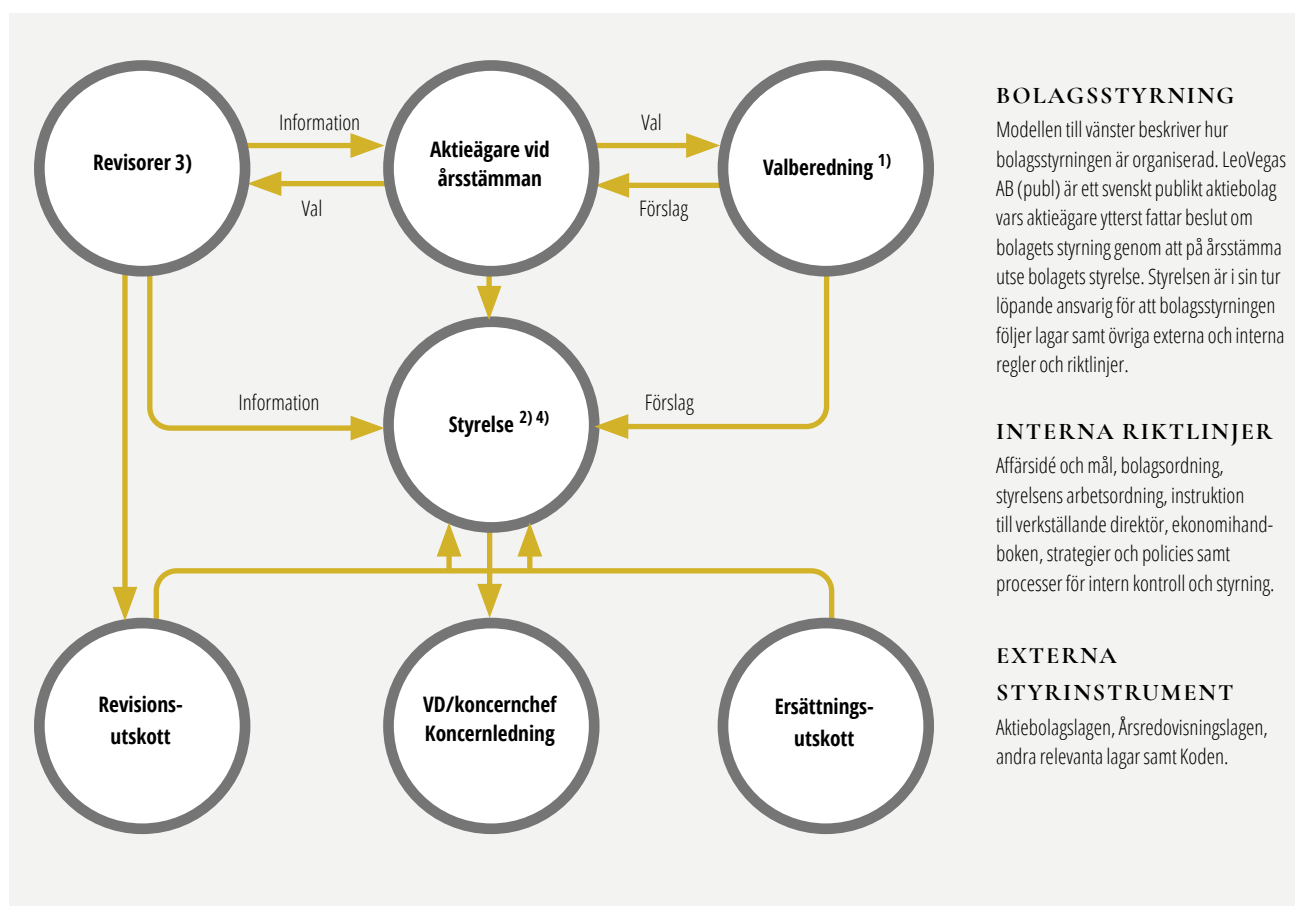 Information
Val
Revisorer 3)
Aktieägare vid
årsstämman
Valberedning 1)
Val
Förslag
Information
Styrelse 2) 4)
Förslag
Revisions-
utskott
VD/koncernchef
Koncernledning
Ersättnings-
utskott
BOLAGSSTYRNING
Modellen till vänster beskriver hur
bolagsstyrningen är organiserad. LeoVegas
AB (publ) är ett svenskt publikt aktiebolag
vars aktieägare ytterst fattar beslut om
bolagets styrning genom att på årsstämma
utse bolagets styrelse. Styrelsen är i sin tur
löpande ansvarig för att bolagsstyrningen
följer lagar samt övriga externa och interna
regler och riktlinjer.
INTERNA RIKTLINJER
Affärsidé och mål, bolagsordning,
styrelsens arbetsordning, instruktion
till verkställande direktör, ekonomihand-
boken, strategier och policies samt
processer för intern kontroll och styrning.
EXTERNA
STYRINSTRUMENT
Aktiebolagslagen, Årsredovisningslagen,
andra relevanta lagar samt Koden.